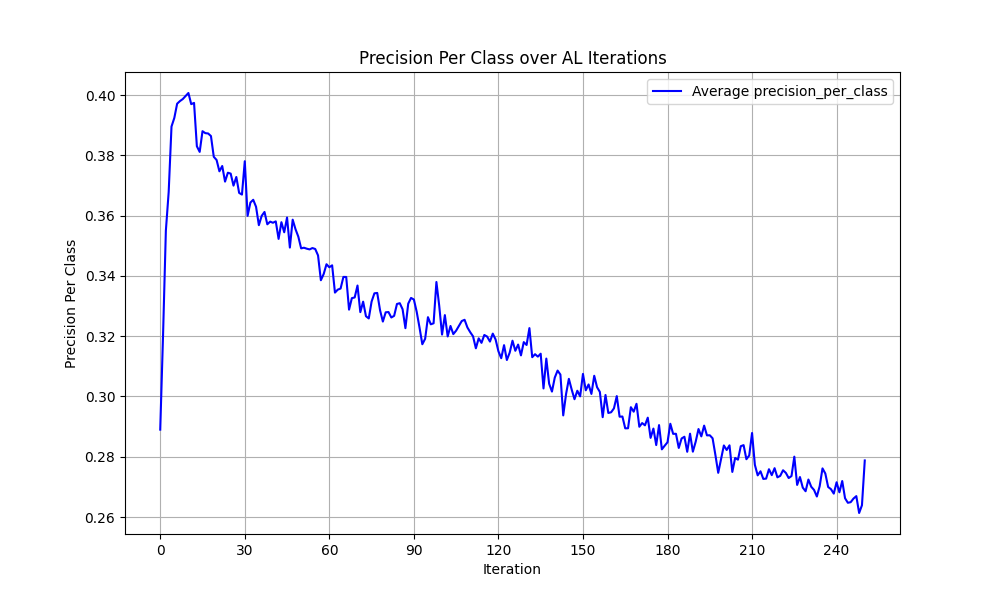 Precision Per Class over AL Iterations
Average precision_per_class
Precision Per Class
0.40
0.38
0.36
0.34
0.32
0.30
0.28
0.26
0 30 60 90 120 150 180 210 240
Iteration